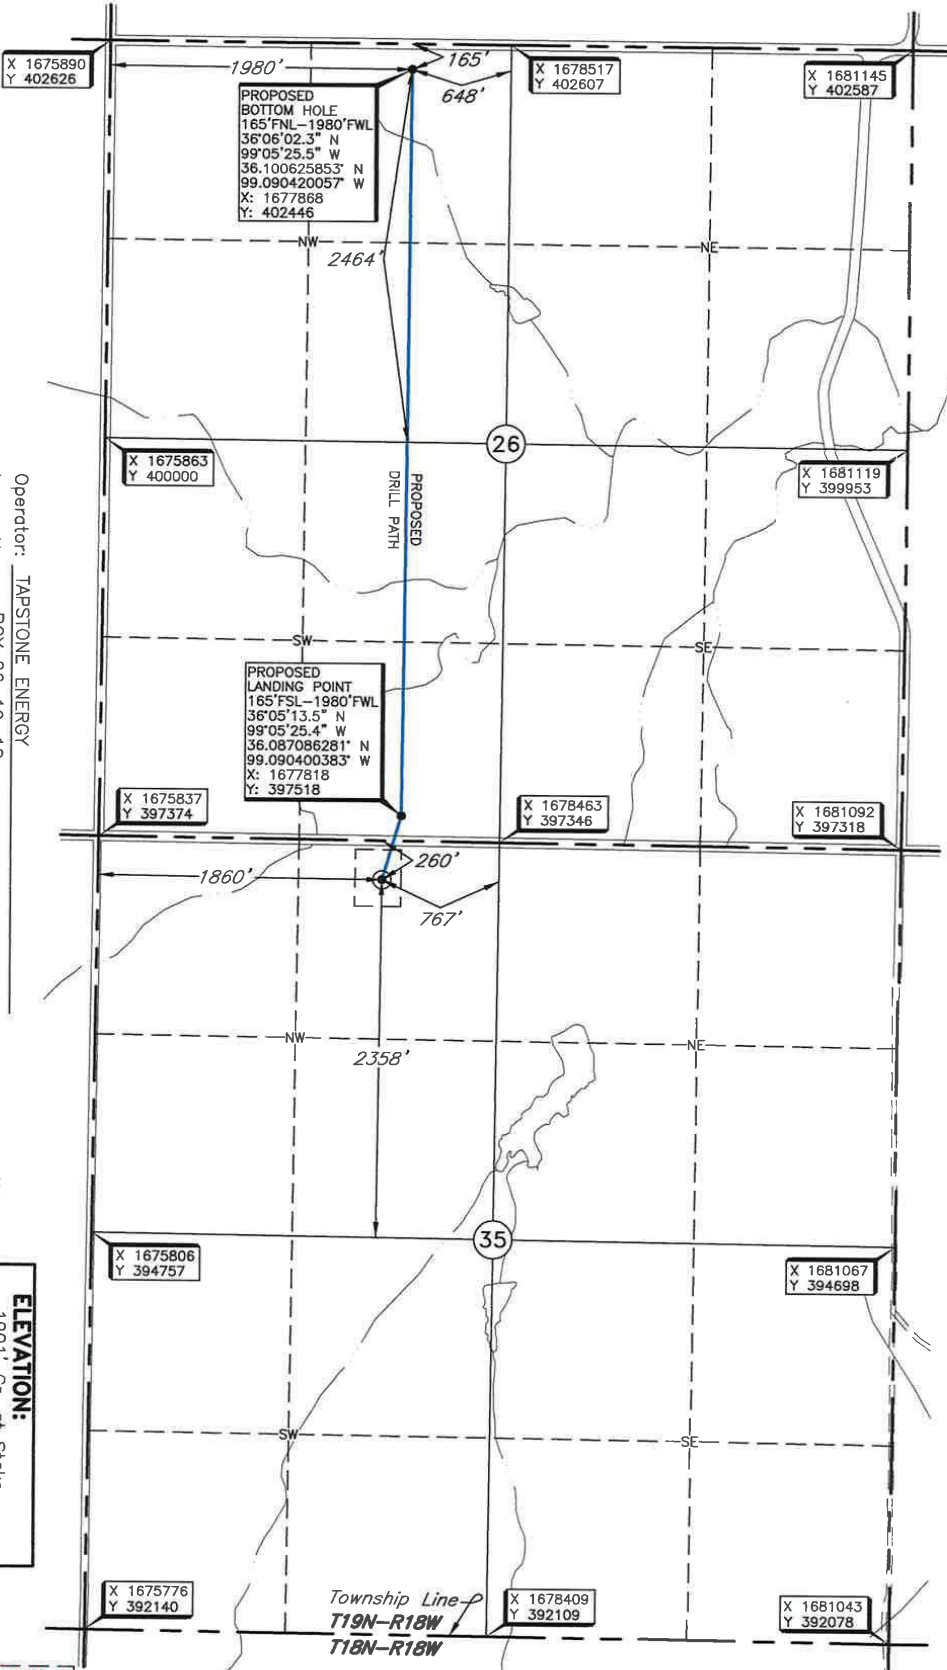 X 1675890
Y 402626
1980'
165'
648'
X 1678517
Y 402607
X 1681145
Y 402587
PROPOSED
BOTTOM HOLE
165'FNL-1980'FWL
36°06'02.3" N
99°05'25.5" W
36.100625853° N
99.090420057° W
X: 1677868
Y: 402446
NW
NE
2464'
26
X 1675863
Y 400000
X 1681119
Y 399953
PROPOSED
DRILL PATH
SW
SE
PROPOSED
LANDING POINT
165'FSL-1980'FWL
36°05'13.5" N
99°05'25.4" W
36.087086281° N
99.090400383° W
X: 1677818
Y: 397518
X 1675837
Y 397374
X 1678463
Y 397346
X 1681092
Y 397318
1860'
260'
767'
NW
NE
2358'
35
X 1675806
Y 394757
X 1681067
Y 394698
SW
SE
X 1675776
Y 392140
Township Line
T19N-R18W
T18N-R18W
X 1678409
Y 392109
X 1681043
Y 392078
Operator: TAPSTONE ENERGY
ELEVATION: